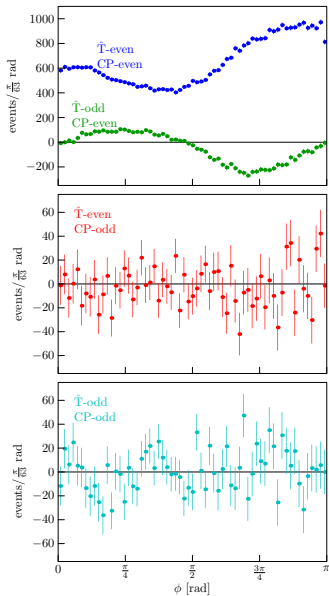 1000
800
600
400
200
0
−200
events/ π/63 rad
T̂-even
CP-even
T̂-odd
CP-even
60
40
20
0
−20
−40
−60
events/ π/63 rad
T̂-even
CP-odd
60
40
20
0
−20
−40
−60
events/ π/63 rad
T̂-odd
CP-odd
0 π/4 π/2 3π/4 π
ϕ [rad]